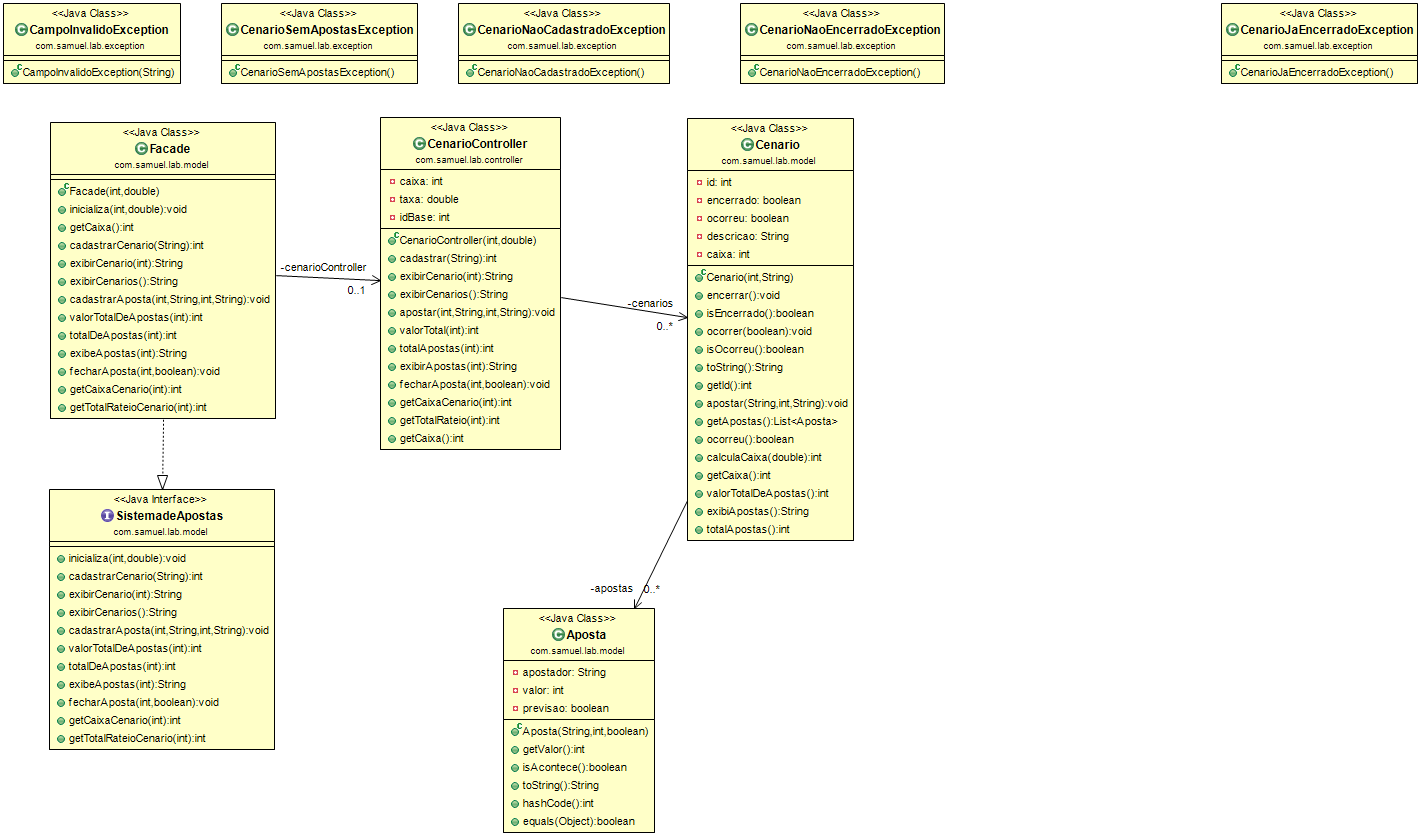 <<Java Class>>
CampoInvalidoException
com.samuel.lab.exception
CampoInvalidoException(String)
<<Java Class>>
CenarioSemApostasException
com.samuel.lab.exception
CenarioSemApostasException()
<<Java Class>>
CenarioNaoCadastradoException
com.samuel.lab.exception
CenarioNaoCadastradoException()
<<Java Class>>
CenarioNaoEncerradoException
com.samuel.lab.exception
CenarioNaoEncerradoException()
<<Java Class>>
CenarioJaEncerradoException
com.samuel.lab.exception
CenarioJaEncerradoException()
<<Java Class>>
Facade
com.samuel.lab.model
Facade(int,double)
inicializa(int,double):void
getCaixa():int
cadastrarCenario(String):int
exibirCenario(int):String
exibirCenarios():String
cadastrarAposta(int,String,int,String):void
valorTotalDeApostas(int):int
totalDeApostas(int):int
exibeApostas(int):String
fecharAposta(int,boolean):void
getCaixaCenario(int):int
getTotalRateioCenario(int):int
-cenarioController
0..1
<<Java Class>>
CenarioController
com.samuel.lab.controller
caixa: int
taxa: double
idBase: int
CenarioController(int,double)
cadastrar(String):int
exibirCenario(int):String
exibirCenarios():String
apostar(int,String,int,String):void
valorTotal(int):int
totalApostas(int):int
exibirApostas(int):String
fecharAposta(int,boolean):void
getCaixaCenario(int):int
getTotalRateio(int):int
getCaixa():int
-cenarios
0..*
<<Java Class>>
Cenario
com.samuel.lab.model
id: int
encerrado: boolean
ocorreu: boolean
descricao: String
caixa: int
Cenario(int,String)
encerrar():void
isEncerrado():boolean
ocorrer(boolean):void
isOcorreu():boolean
toString():String
getId():int
apostar(String,int,String):void
getApostas():List<Aposta>
ocorreu():boolean
calculaCaixa(double):int
getCaixa():int
valorTotalDeApostas():int
exibiApostas():String
totalApostas():int
<<Java Interface>>
SistemadeApostas
com.samuel.lab.model
inicializa(int,double):void
cadastrarCenario(String):int
exibirCenario(int):String
exibirCenarios():String
cadastrarAposta(int,String,int,String):void
valorTotalDeApostas(int):int
totalDeApostas(int):int
exibeApostas(int):String
fecharAposta(int,boolean):void
getCaixaCenario(int):int
getTotalRateioCenario(int):int
-apostas
0..*
<<Java Class>>
Aposta
com.samuel.lab.model
apostador: String
valor: int
previsao: boolean
Aposta(String,int,boolean)
getValor():int
isAcontece():boolean
toString():String
hashCode():int
equals(Object):boolean